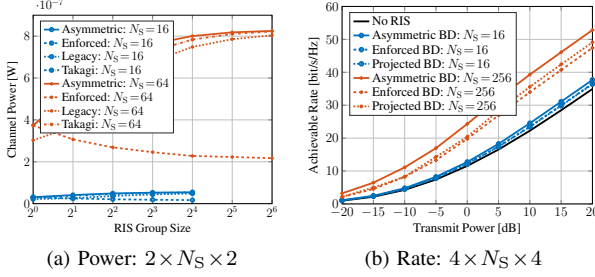 ·10⁻⁷
Channel Power [W]
8
6
4
2
0
Asymmetric: N_S = 16
Enforced: N_S = 16
Legacy: N_S = 16
Takagi: N_S = 16
Asymmetric: N_S = 64
Enforced: N_S = 64
Legacy: N_S = 64
Takagi: N_S = 64
2⁰ 2¹ 2² 2³ 2⁴ 2⁵ 2⁶
RIS Group Size
(a) Power: 2 × N_S × 2
Achievable Rate [bit/s/Hz]
60
50
40
30
20
10
0
No RIS
Asymmetric BD: N_S = 16
Enforced BD: N_S = 16
Projected BD: N_S = 16
Asymmetric BD: N_S = 256
Enforced BD: N_S = 256
Projected BD: N_S = 256
−20 −15 −10 −5 0 5 10 15 20
Transmit Power [dB]
(b) Rate: 4 × N_S × 4